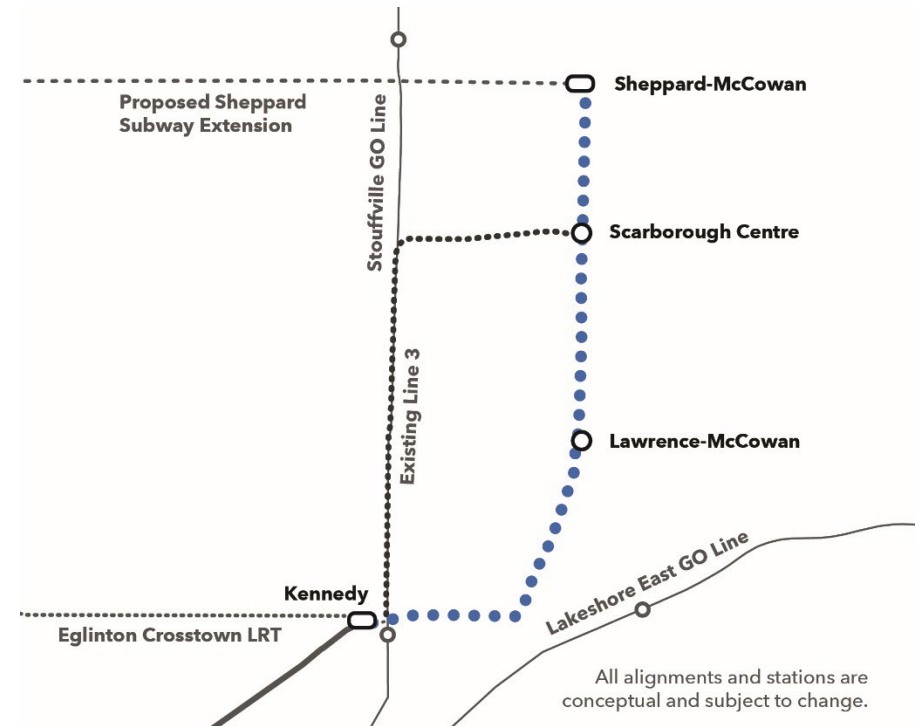 Sheppard-McCowan
Proposed Sheppard
Subway Extension
Stouffville GO Line
Scarborough Centre
Existing Line 3
Lawrence-McCowan
Lakeshore East GO Line
Kennedy
Eglinton Crosstown LRT
All alignments and stations are
conceptual and subject to change.